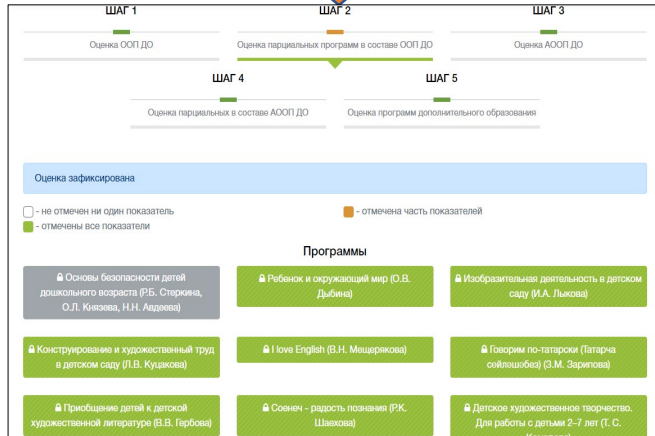 ШАГ 1 ШАГ 2 ШАГ 3
Оценка ООП ДО Оценка парциальных программ в составе ООП ДО Оценка АООП ДО
ШАГ 4 ШАГ 5
Оценка парциальных в составе АООП ДО Оценка программ дополнительного образования
Оценка зафиксирована
- не отмечен ни один показатель - отмечена часть показателей
- отмечены все показатели
Программы
Основы безопасности детей
дошкольного возраста (Р.Б. Стеркина,
О.Л. Князева, Н.Н. Авдеева)
Ребенок и окружающий мир (О.В.
Дыбина)
Изобразительная деятельность в детском
саду (И.А. Лыкова)
Конструирование и художественный труд
в детском саду (Л.В. Куцакова)
I love English (В.Н. Мещерякова)
Говорим по-татарски (Татарча
сөйләшәбез) (З.М. Зарипова)
Приобщение детей к детской
художественной литературе (В.В. Гербова)
Соенеч - радость познания (Р.К.
Шаехова)
Детское художественное творчество.
Для работы с детьми 2–7 лет (Т. С.